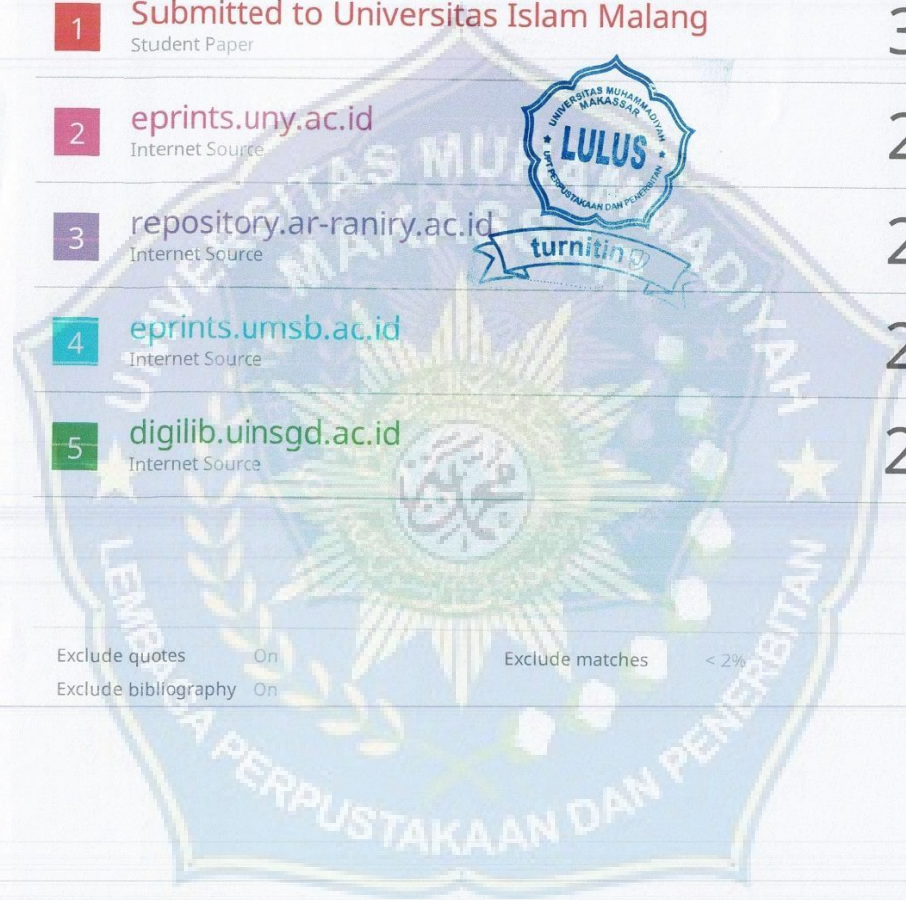 1 Submitted to Universitas Islam Malang 3
Student Paper
2 eprints.uny.ac.id 2
Internet Source
UNIVERSITAS MUHAMMADIYAH
MAKASSAR
LULUS
UPT PERPUSTAKAAN DAN PENERBITAN
turnitin
3 repository.ar-raniry.ac.id 2
Internet Source
4 eprints.umsb.ac.id 2
Internet Source
5 digilib.uinsgd.ac.id 2
Internet Source
UNIVERSITAS MUHAMMADIYAH
MAKASSAR
Exclude quotes On Exclude matches < 2%
Exclude bibliography On
LEMBAGA PERPUSTAKAAN DAN PENERBITAN